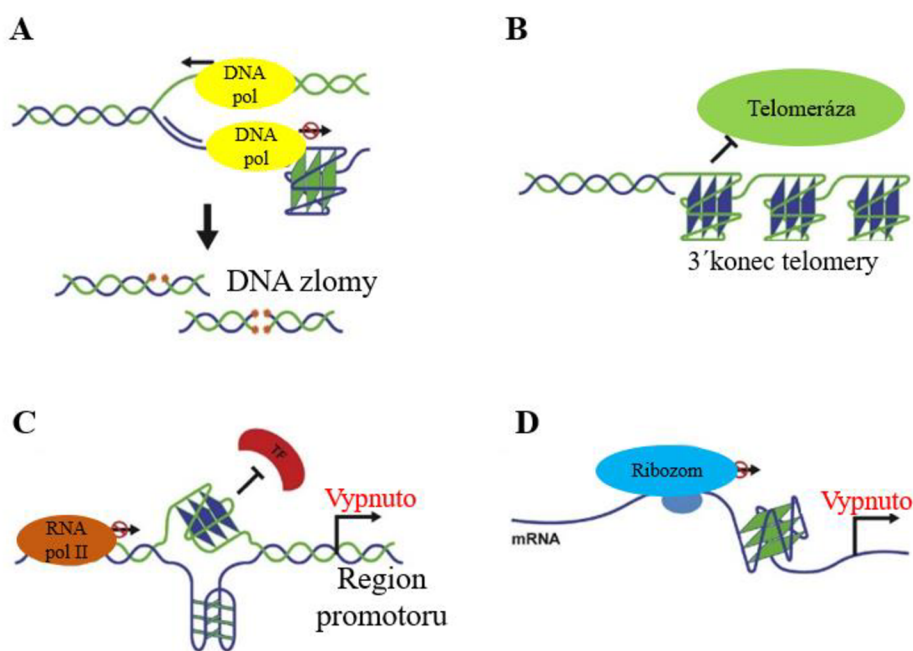 A
DNA
pol
DNA
pol
DNA zlomy
B
Telomeráza
3´konec telomery
C
TF
Vypnuto
RNA
pol II
Region
promotoru
D
Ribozom
Vypnuto
mRNA